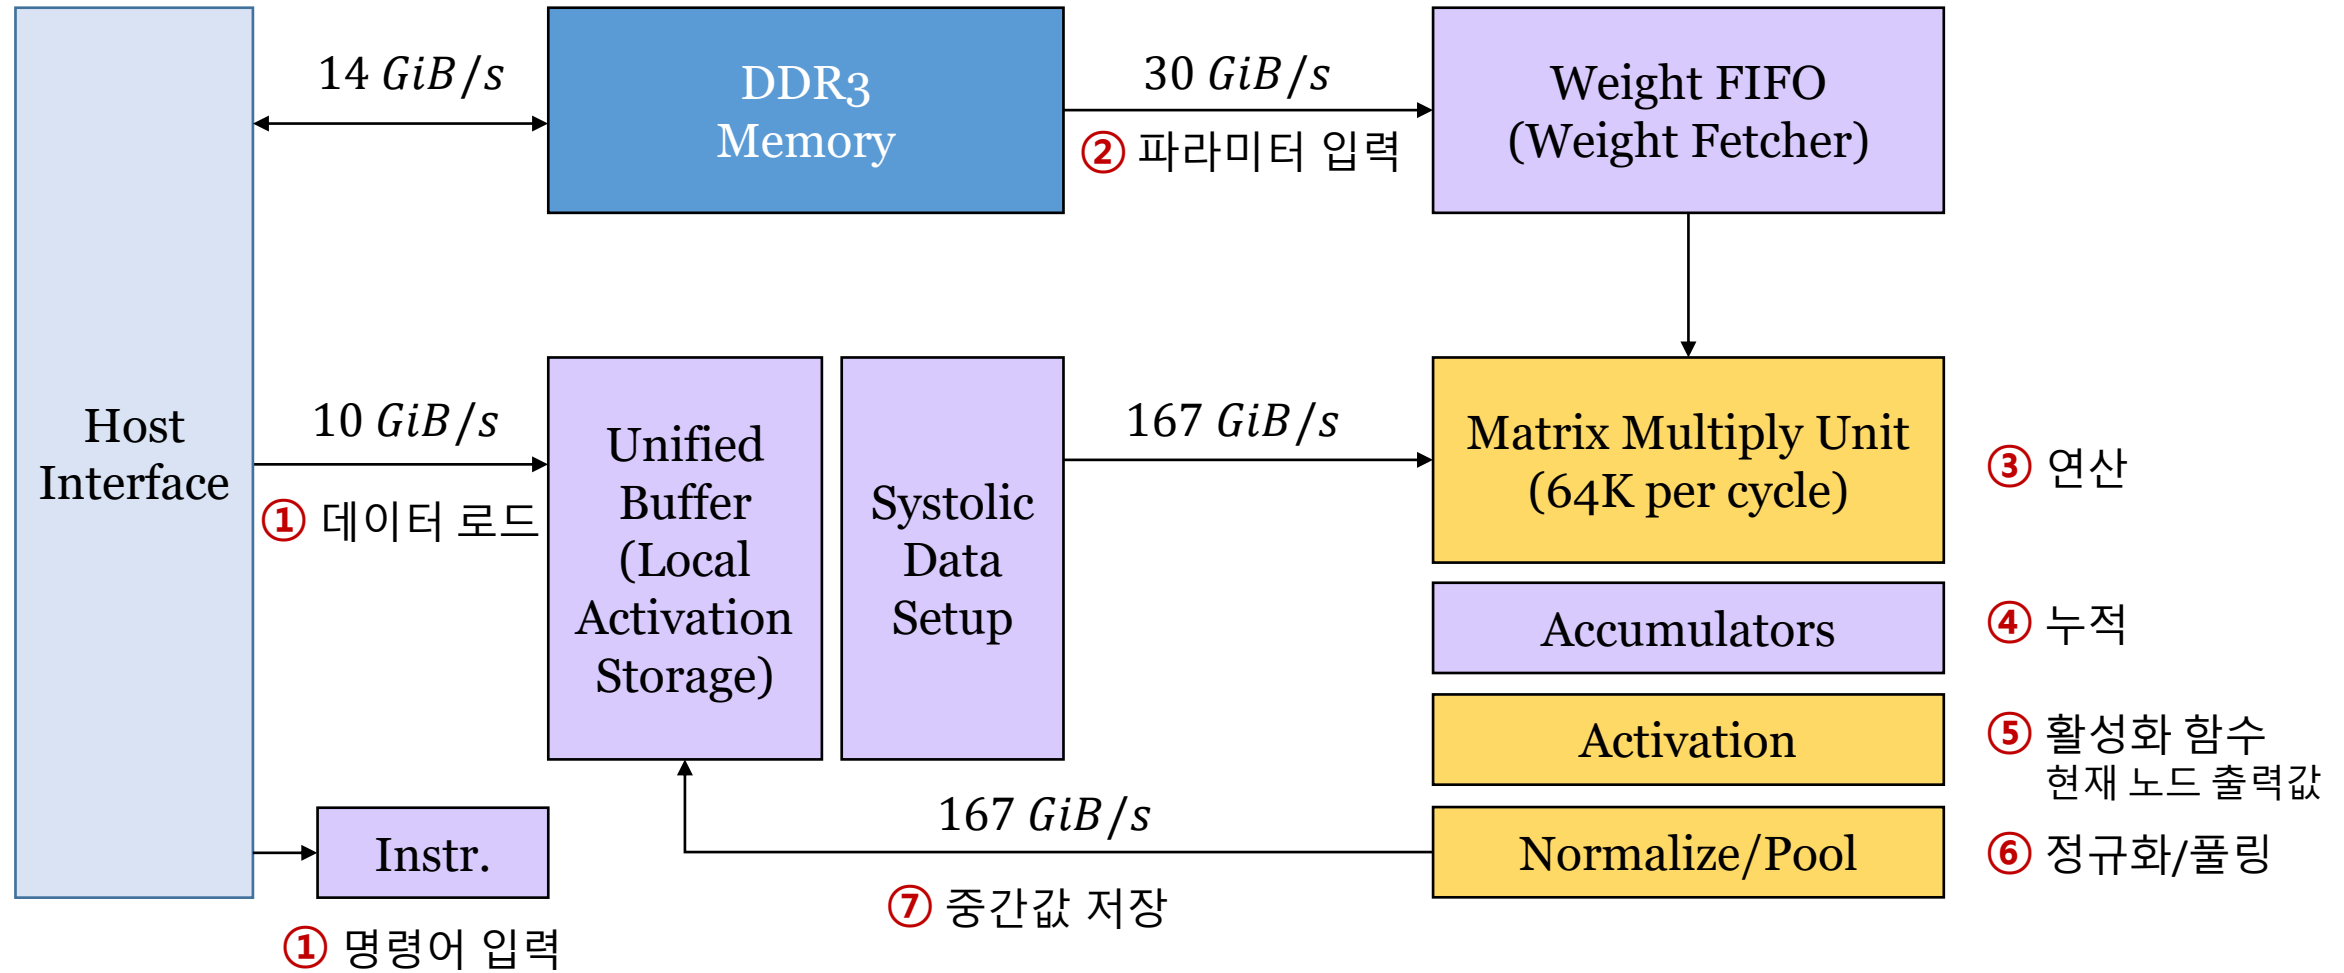 14 GiB/s
DDR3
Memory
30 GiB/s
② 파라미터 입력
Weight FIFO
(Weight Fetcher)
Host
Interface
10 GiB/s
① 데이터 로드
Unified
Buffer
(Local
Activation
Storage)
Systolic
Data
Setup
167 GiB/s
Matrix Multiply Unit
(64K per cycle)
③ 연산
Accumulators
④ 누적
Activation
⑤ 활성화 함수
현재 노드 출력값
167 GiB/s
Normalize/Pool
⑥ 정규화/풀링
⑦ 중간값 저장
Instr.
① 명령어 입력